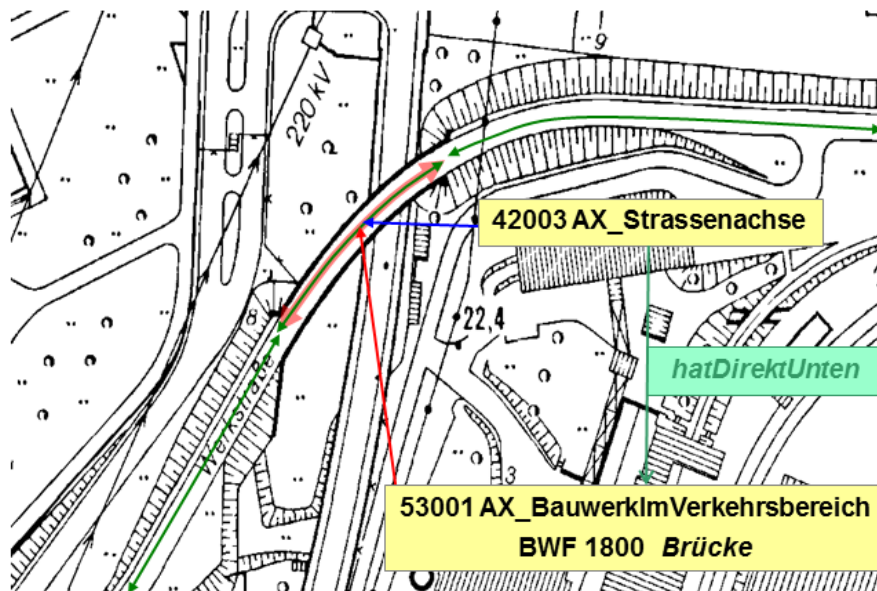 9
220 kV
42003 AX_Strassenachse
8
22,4
hatDirektUnten
Werkstraße
3
53001 AX_BauwerkImVerkehrsbereich
BWF 1800 Brücke